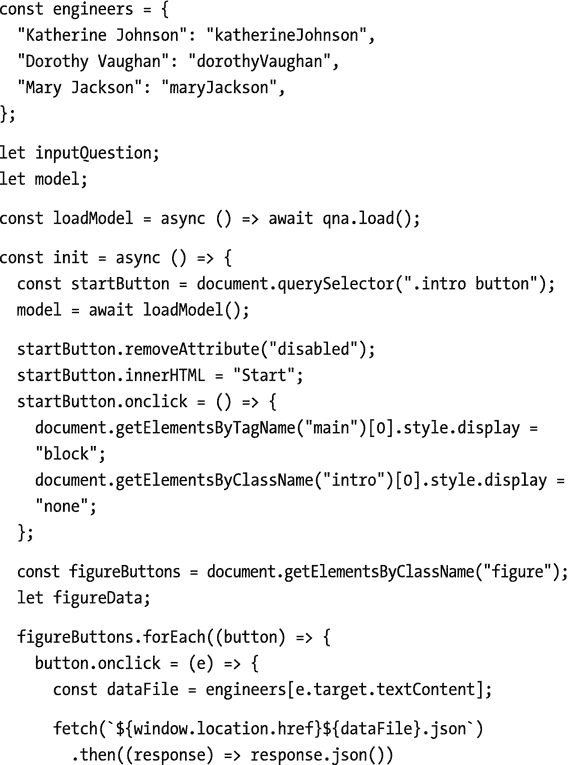 const engineers = {
  "Katherine Johnson": "katherineJohnson",
  "Dorothy Vaughan": "dorothyVaughan",
  "Mary Jackson": "maryJackson",
};

let inputQuestion;
let model;

const loadModel = async () => await qna.load();

const init = async () => {
  const startButton = document.querySelector(".intro button");
  model = await loadModel();

  startButton.removeAttribute("disabled");
  startButton.innerHTML = "Start";
  startButton.onclick = () => {
    document.getElementsByTagName("main")[0].style.display =
    "block";
    document.getElementsByClassName("intro")[0].style.display =
    "none";
  };

  const figureButtons = document.getElementsByClassName("figure");
  let figureData;

  figureButtons.forEach((button) => {
    button.onclick = (e) => {
      const dataFile = engineers[e.target.textContent];

      fetch(`${window.location.href}${dataFile}.json`)
        .then((response) => response.json())